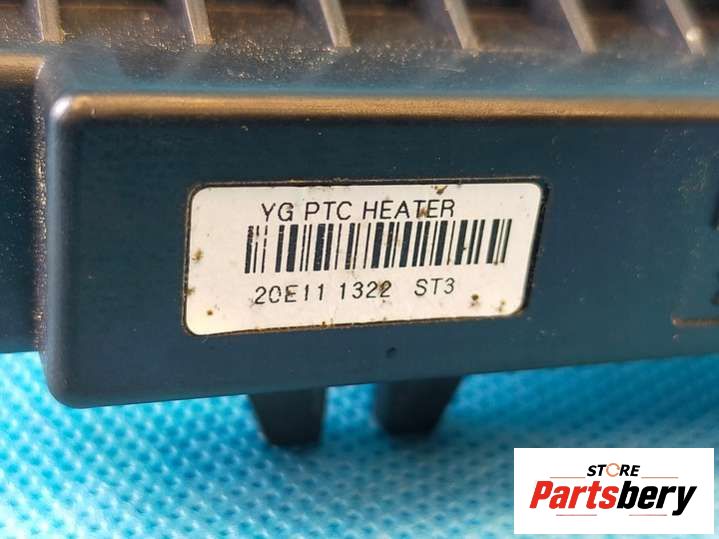 YG PTC HEATER
20E11 1322 ST3
STORE
Partsbery